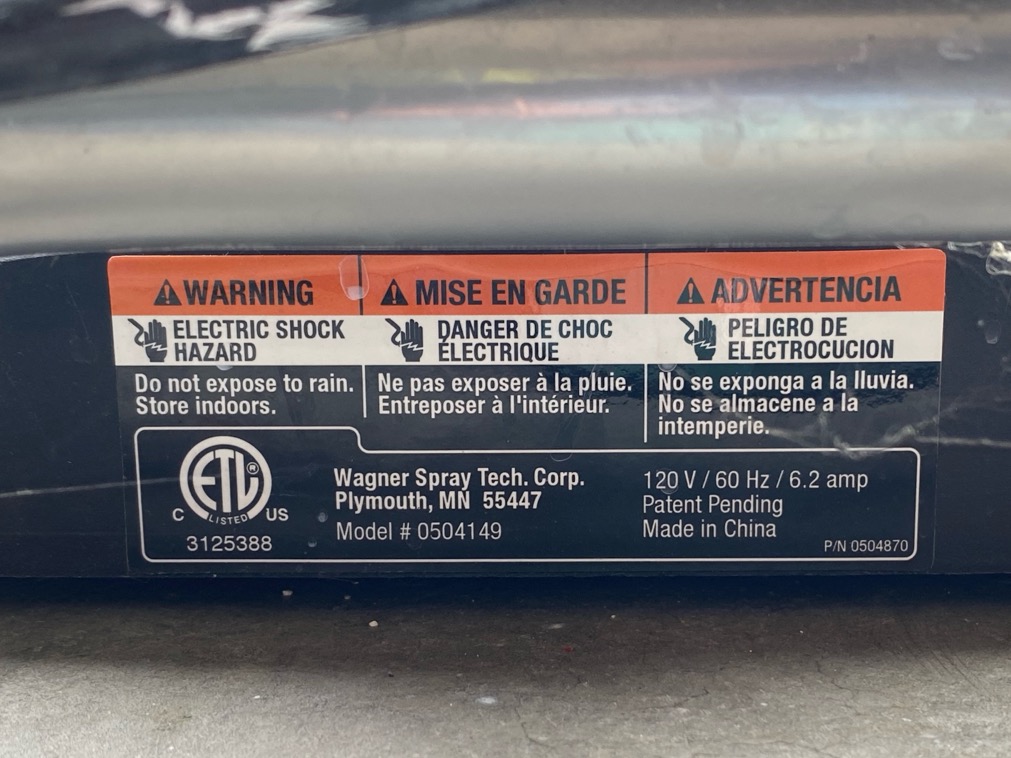 WARNING
ELECTRIC SHOCK
HAZARD
Do not expose to rain.
Store indoors.
MISE EN GARDE
DANGER DE CHOC
ÉLECTRIQUE
Ne pas exposer à la pluie.
Entreposer à l'intérieur.
ADVERTENCIA
PELIGRO DE
ELECTROCUCION
No se exponga a la lluvia.
No se almacene a la
intemperie.
ETL ®
LISTED
C US
3125388
Wagner Spray Tech. Corp.
Plymouth, MN 55447
Model # 0504149
120 V / 60 Hz / 6.2 amp
Patent Pending
Made in China
P/N 0504870